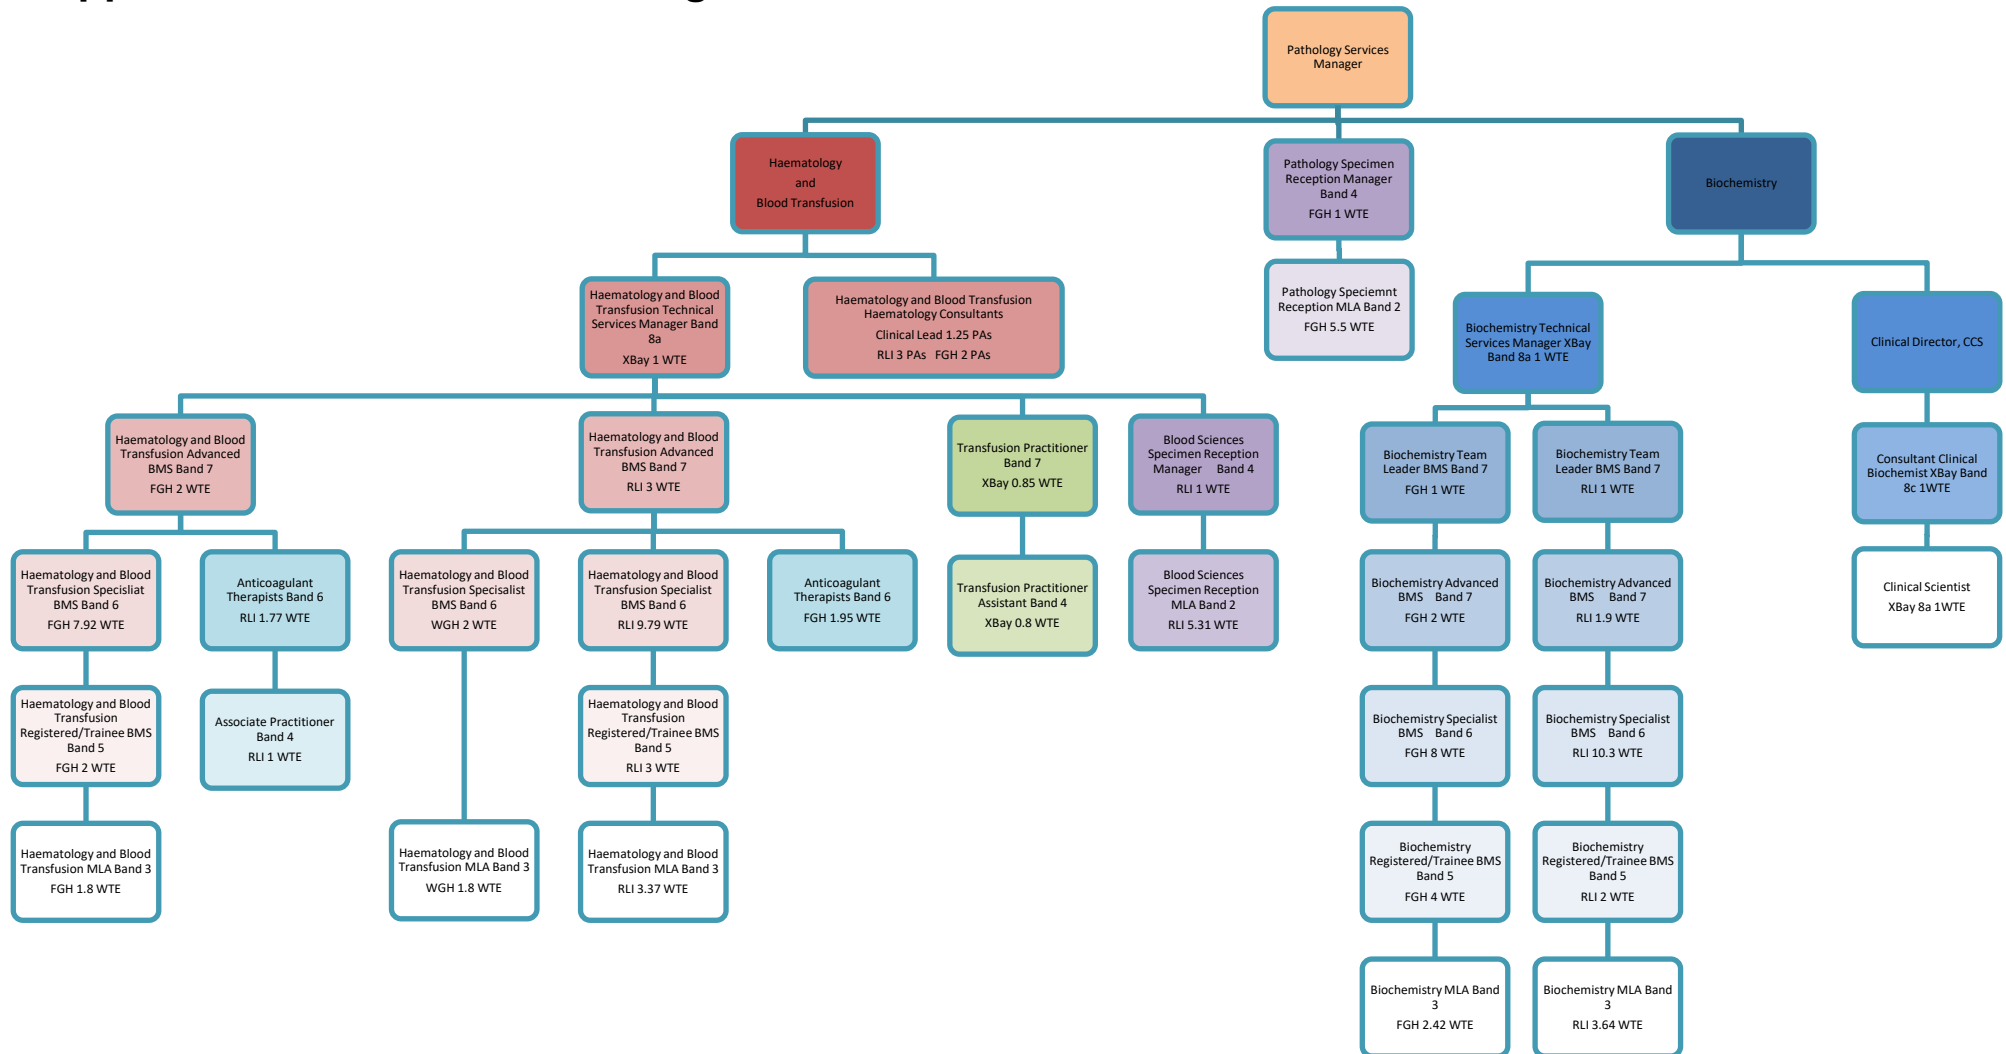 Pathology Services
Manager
Haematology
and
Blood Transfusion
Pathology Specimen
Reception Manager
Band 4
FGH 1 WTE
Biochemistry
Haematology and Blood
Transfusion Technical
Services Manager Band
8a
XBay 1 WTE
Haematology and Blood Transfusion
Haematology Consultants
Clinical Lead 1.25 PAs
RLI 3 PAs FGH 2 PAs
Pathology Speciemnt
Reception MLA Band 2
FGH 5.5 WTE
Biochemistry Technical
Services Manager XBay
Band 8a 1 WTE
Clinical Director, CCS
Haematology and Blood
Transfusion Advanced
BMS Band 7
FGH 2 WTE
Haematology and Blood
Transfusion Advanced
BMS Band 7
RLI 3 WTE
Transfusion Practitioner
Band 7
XBay 0.85 WTE
Blood Sciences
Specimen Reception
Manager Band 4
RLI 1 WTE
Biochemistry Team
Leader BMS Band 7
FGH 1 WTE
Biochemistry Team
Leader BMS Band 7
RLI 1 WTE
Consultant Clinical
Biochemist XBay Band
8c 1WTE
Haematology and Blood
Transfusion Specisliat
BMS Band 6
FGH 7.92 WTE
Anticoagulant
Therapists Band 6
RLI 1.77 WTE
Haematology and Blood
Transfusion Specisalist
BMS Band 6
WGH 2 WTE
Haematology and Blood
Transfusion Specialist
BMS Band 6
RLI 9.79 WTE
Anticoagulant
Therapists Band 6
FGH 1.95 WTE
Transfusion Practitioner
Assistant Band 4
XBay 0.8 WTE
Blood Sciences
Specimen Reception
MLA Band 2
RLI 5.31 WTE
Biochemistry Advanced
BMS Band 7
FGH 2 WTE
Biochemistry Advanced
BMS Band 7
RLI 1.9 WTE
Clinical Scientist
XBay 8a 1WTE
Haematology and Blood
Transfusion
Registered/Trainee BMS
Band 5
FGH 2 WTE
Associate Practitioner
Band 4
RLI 1 WTE
Haematology and Blood
Transfusion
Registered/Trainee BMS
Band 5
RLI 3 WTE
Biochemistry Specialist
BMS Band 6
FGH 8 WTE
Biochemistry Specialist
BMS Band 6
RLI 10.3 WTE
Haematology and Blood
Transfusion MLA Band 3
FGH 1.8 WTE
Haematology and Blood
Transfusion MLA Band 3
WGH 1.8 WTE
Haematology and Blood
Transfusion MLA Band 3
RLI 3.37 WTE
Biochemistry
Registered/Trainee BMS
Band 5
FGH 4 WTE
Biochemistry
Registered/Trainee BMS
Band 5
RLI 2 WTE
Biochemistry MLA Band
3
FGH 2.42 WTE
Biochemistry MLA Band
3
RLI 3.64 WTE